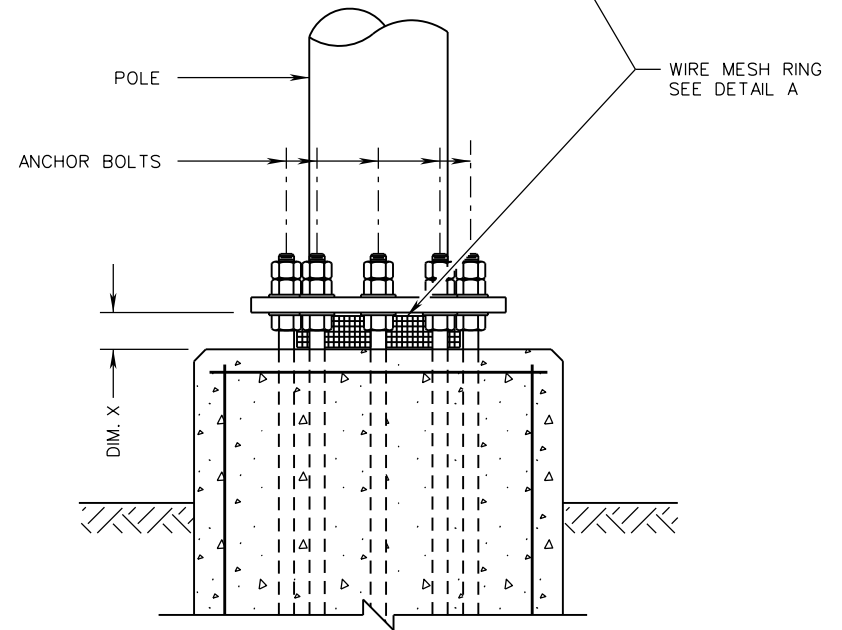 POLE
WIRE MESH RING
SEE DETAIL A
ANCHOR BOLTS
DIM. X